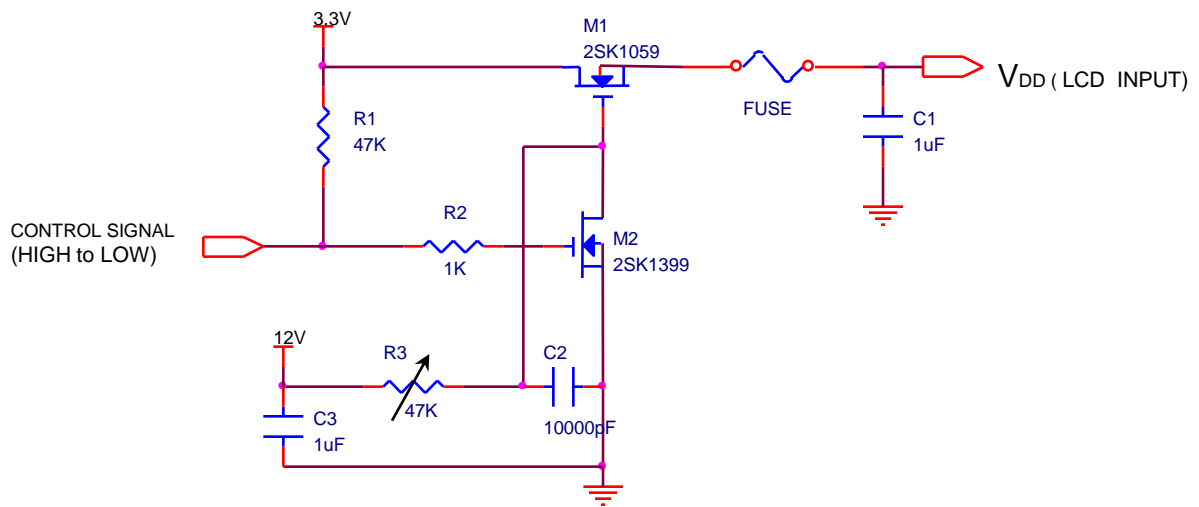 3.3V
M1
2SK1059
FUSE
VDD ( LCD INPUT)
R1
47K
C1
1uF
CONTROL SIGNAL
(HIGH to LOW)
R2
1K
M2
2SK1399
12V
R3
47K
C2
10000pF
C3
1uF